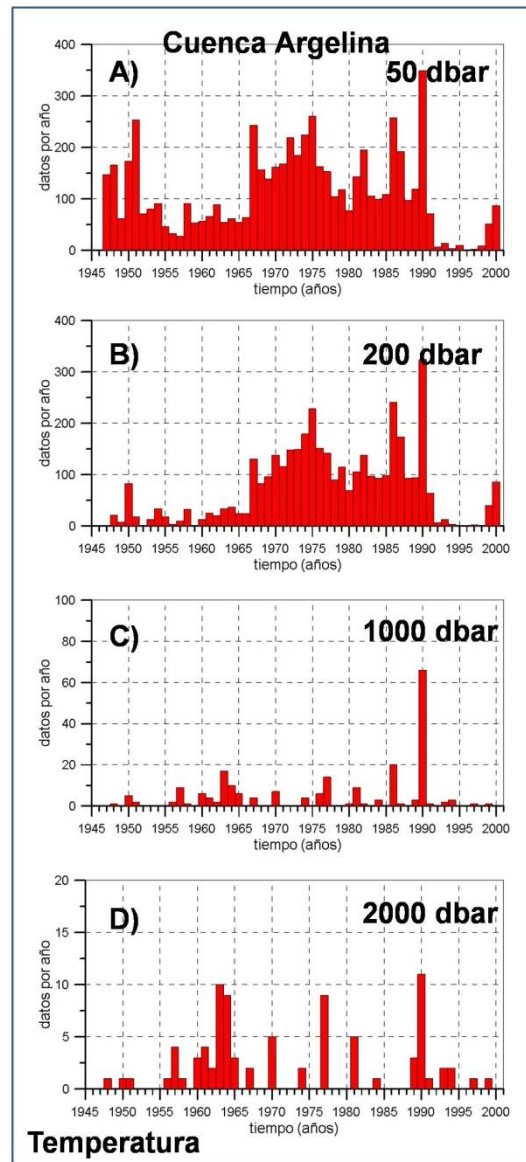 Cuenca Argelina
A) 50 dbar
400
300
200
100
0
datos por año
1945 1950 1955 1960 1965 1970 1975 1980 1985 1990 1995 2000
tiempo (años)
B) 200 dbar
400
300
200
100
0
datos por año
1945 1950 1955 1960 1965 1970 1975 1980 1985 1990 1995 2000
tiempo (años)
C) 1000 dbar
100
80
60
40
20
0
datos por año
1945 1950 1955 1960 1965 1970 1975 1980 1985 1990 1995 2000
tiempo (años)
D) 2000 dbar
20
15
10
5
0
datos por año
1945 1950 1955 1960 1965 1970 1975 1980 1985 1990 1995 2000
tiempo (años)
Temperatura